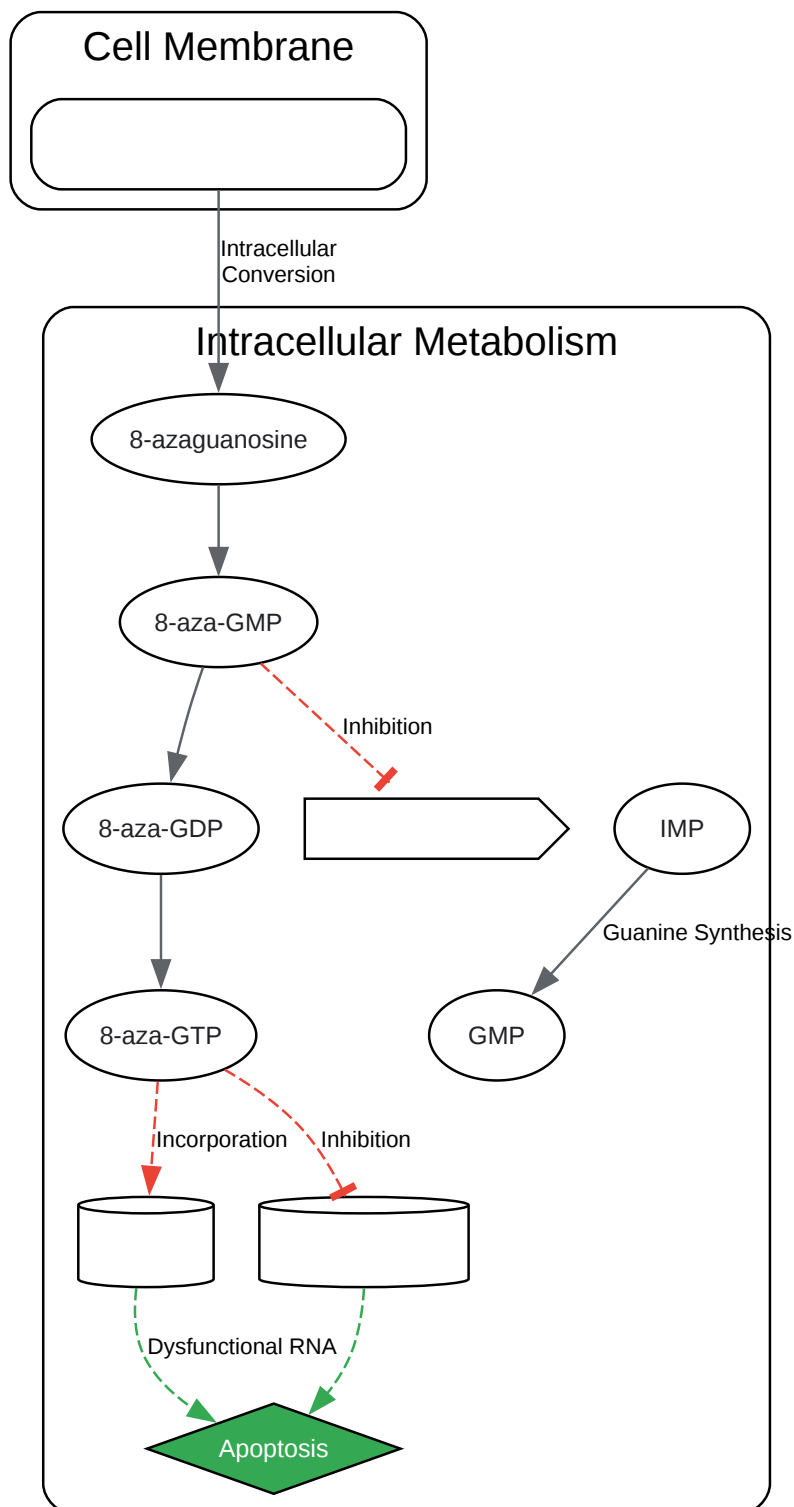 Cell Membrane
Intracellular
Conversion
Intracellular Metabolism
8-azaguanosine
8-aza-GMP
Inhibition
8-aza-GDP
IMP
Guanine Synthesis
8-aza-GTP
GMP
Incorporation
Inhibition
Dysfunctional RNA
Apoptosis